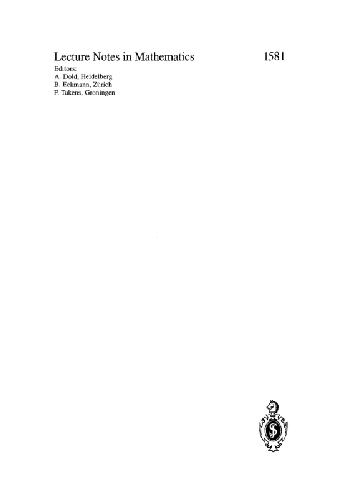 Lecture Notes in Mathematics 1581
Editors:
A. Dold, Heidelberg
B. Eckmann, Zürich
F. Takens, Groningen